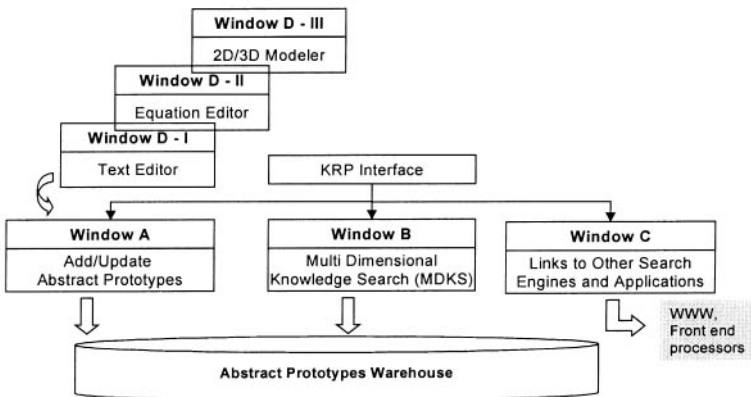 Window D - III
2D/3D Modeler
Window D - II
Equation Editor
Window D - I
Text Editor
KRP Interface
Window A
Add/Update
Abstract Prototypes
Window B
Multi Dimensional
Knowledge Search (MDKS)
Window C
Links to Other Search
Engines and Applications
WWW,
Front end
processors
Abstract Prototypes Warehouse